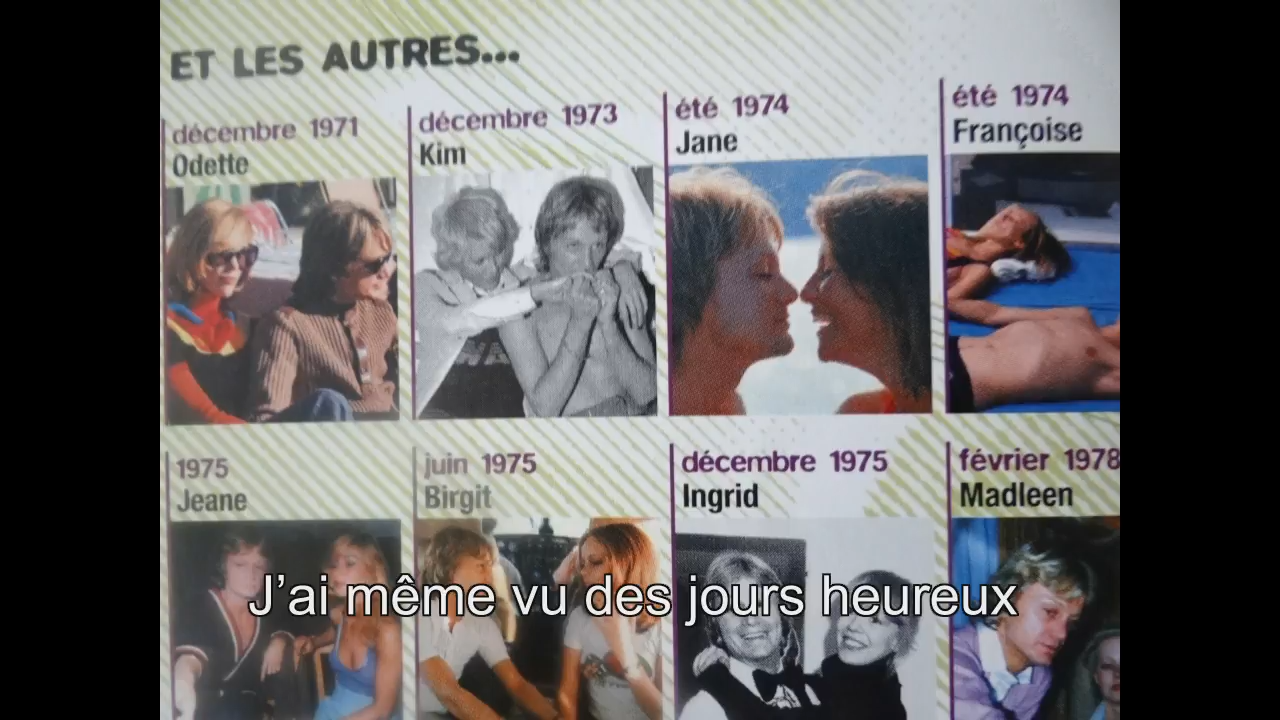 ET LES AUTRES...
décembre 1971
Odette
décembre 1973
Kim
été 1974
Jane
été 1974
Françoise
1975
Jeane
juin 1975
Birgit
décembre 1975
Ingrid
février 1978
Madleen
J'ai même vu des jours heureux